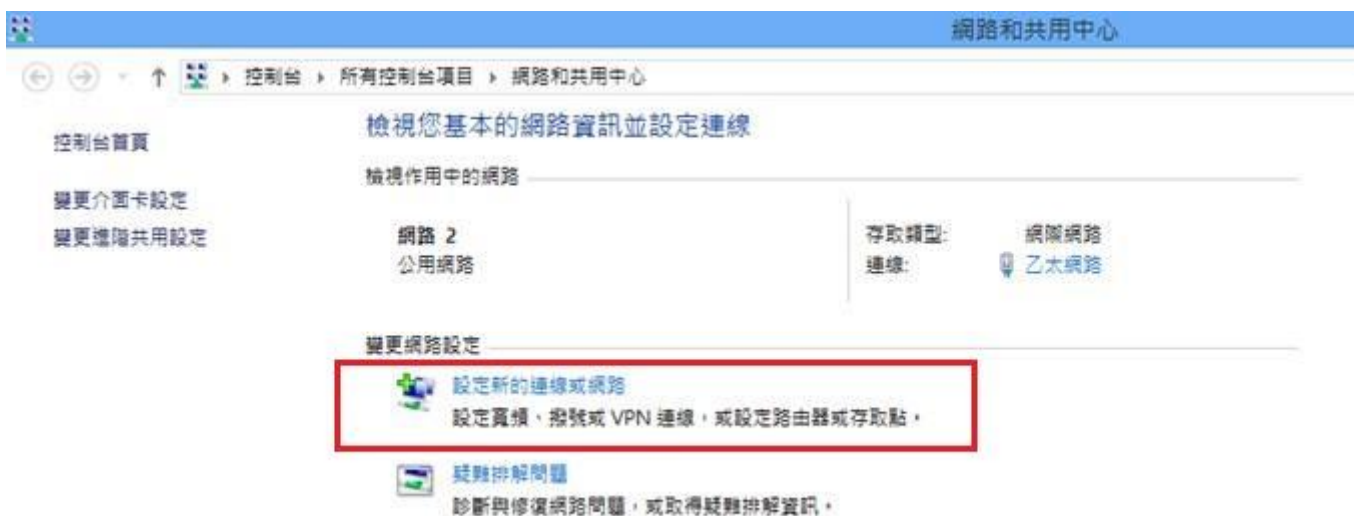 網路和共用中心
控制台 ▸ 所有控制台項目 ▸ 網路和共用中心
控制台首頁
變更介面卡設定
變更進階共用設定
檢視您基本的網路資訊並設定連線
檢視作用中的網路
網路 2
公用網路
存取類型: 網際網路
連線: 乙太網路
變更網路設定
設定新的連線或網路
設定寬頻、撥號或 VPN 連線，或設定路由器或存取點。
疑難排解問題
診斷與修復網路問題，或取得疑難排解資訊。